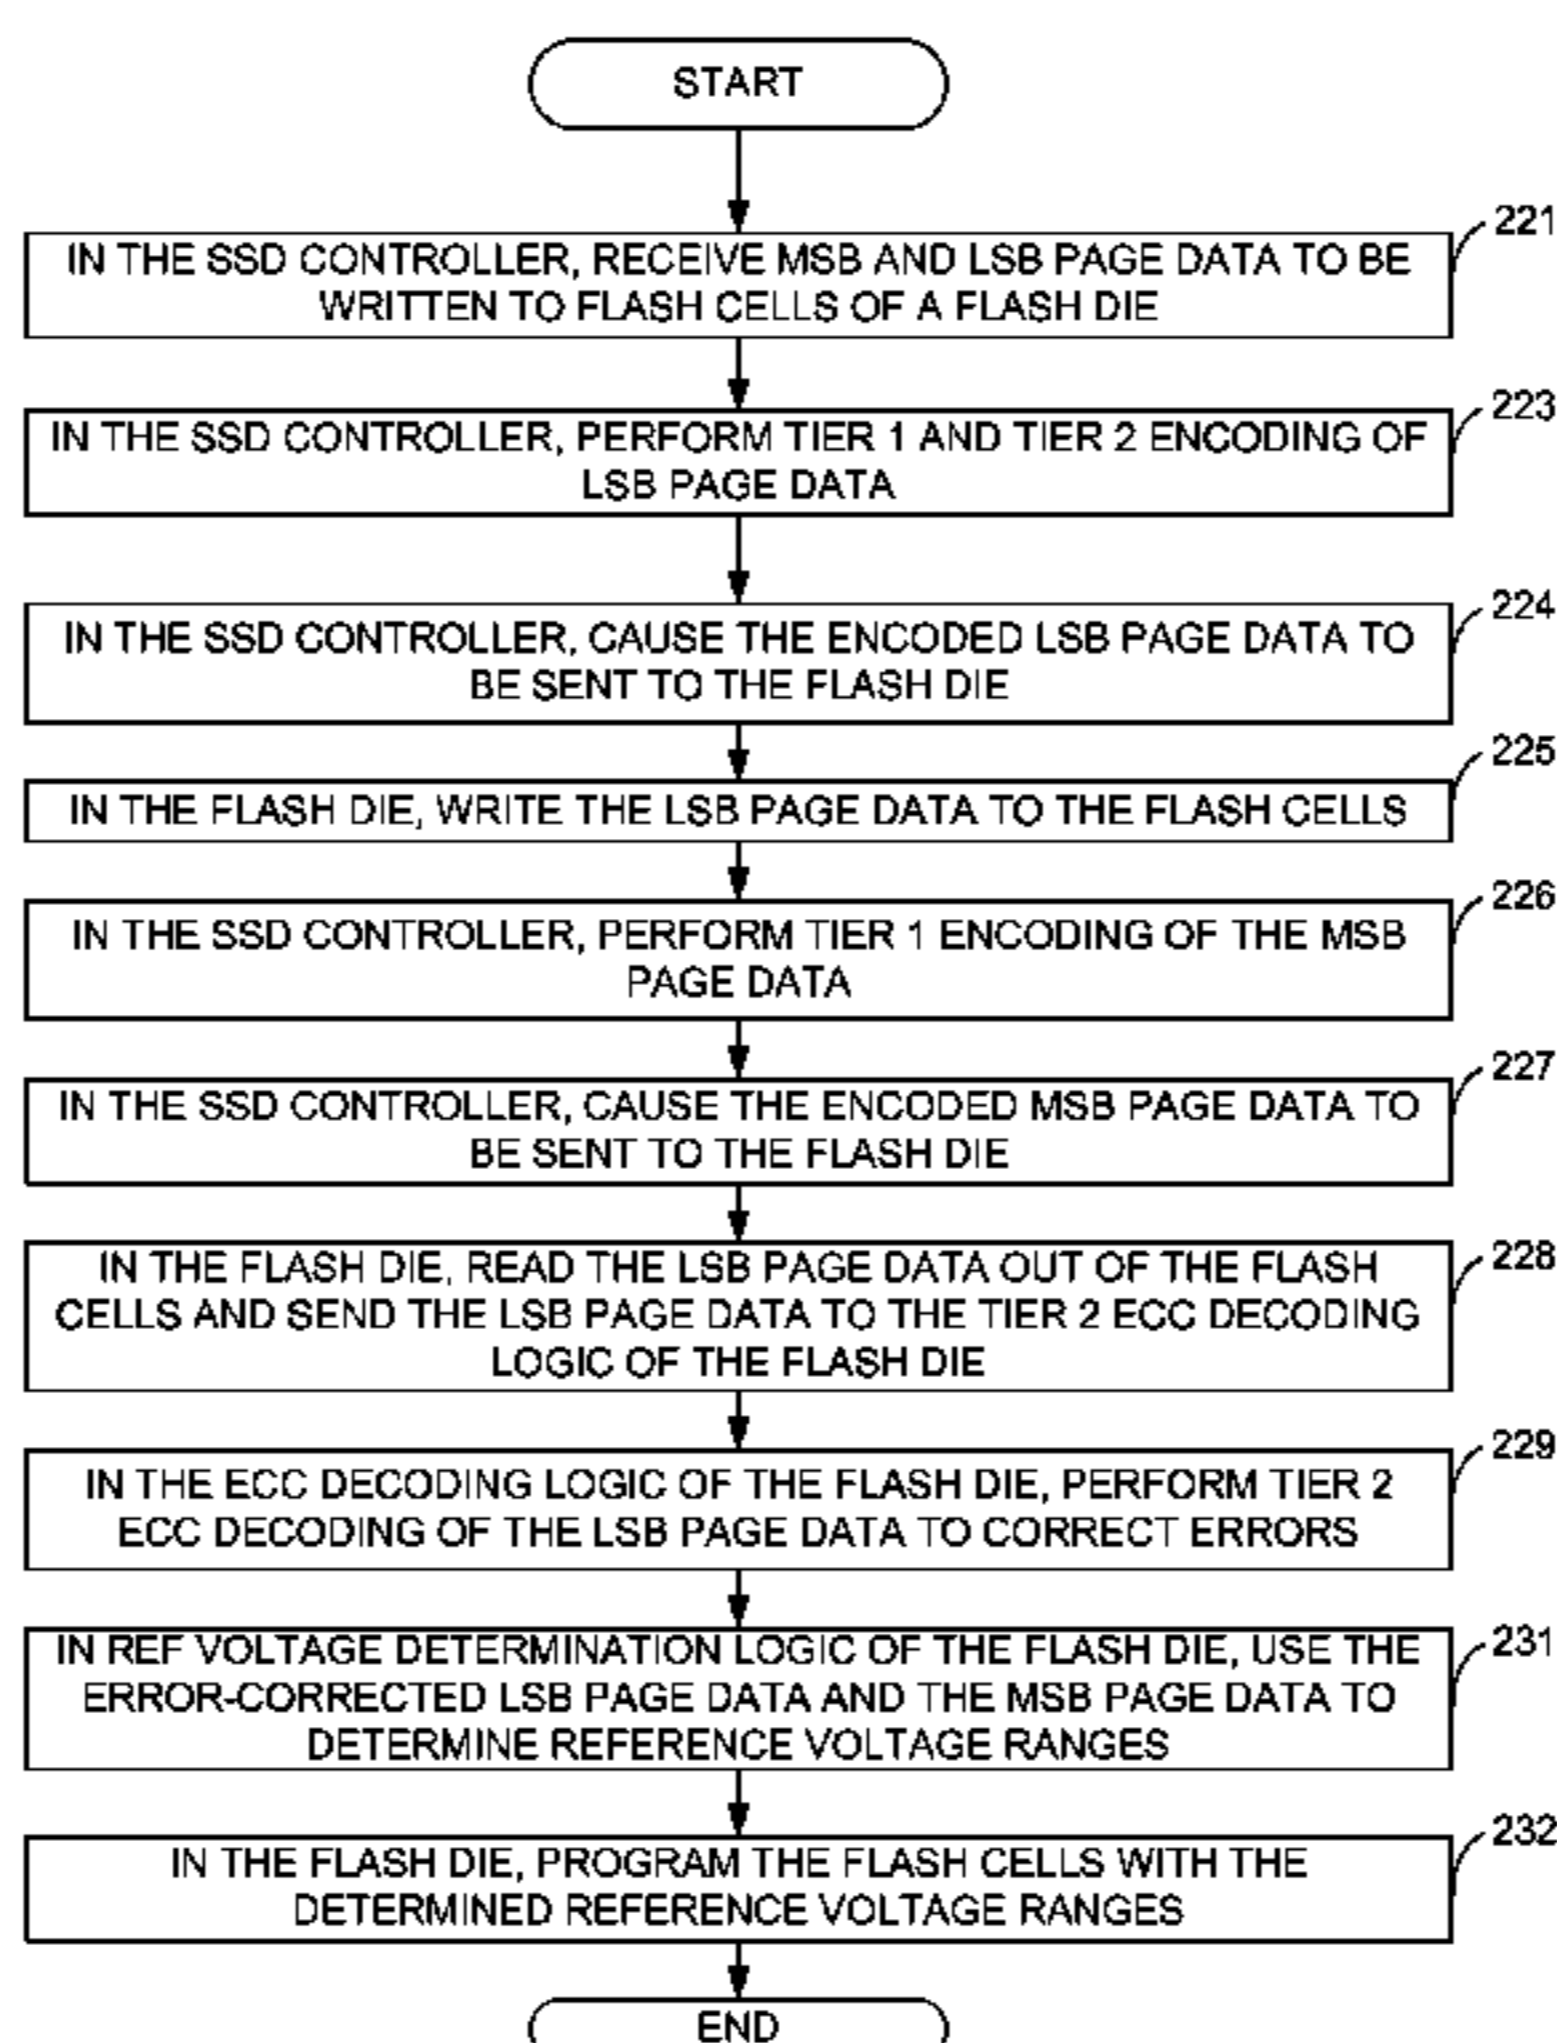 START
221
IN THE SSD CONTROLLER, RECEIVE MSB AND LSB PAGE DATA TO BE
WRITTEN TO FLASH CELLS OF A FLASH DIE
223
IN THE SSD CONTROLLER, PERFORM TIER 1 AND TIER 2 ENCODING OF
LSB PAGE DATA
224
IN THE SSD CONTROLLER, CAUSE THE ENCODED LSB PAGE DATA TO
BE SENT TO THE FLASH DIE
225
IN THE FLASH DIE, WRITE THE LSB PAGE DATA TO THE FLASH CELLS
226
IN THE SSD CONTROLLER, PERFORM TIER 1 ENCODING OF THE MSB
PAGE DATA
227
IN THE SSD CONTROLLER, CAUSE THE ENCODED MSB PAGE DATA TO
BE SENT TO THE FLASH DIE
228
IN THE FLASH DIE, READ THE LSB PAGE DATA OUT OF THE FLASH
CELLS AND SEND THE LSB PAGE DATA TO THE TIER 2 ECC DECODING
LOGIC OF THE FLASH DIE
229
IN THE ECC DECODING LOGIC OF THE FLASH DIE, PERFORM TIER 2
ECC DECODING OF THE LSB PAGE DATA TO CORRECT ERRORS
231
IN REF VOLTAGE DETERMINATION LOGIC OF THE FLASH DIE, USE THE
ERROR-CORRECTED LSB PAGE DATA AND THE MSB PAGE DATA TO
DETERMINE REFERENCE VOLTAGE RANGES
232
IN THE FLASH DIE, PROGRAM THE FLASH CELLS WITH THE
DETERMINED REFERENCE VOLTAGE RANGES
END